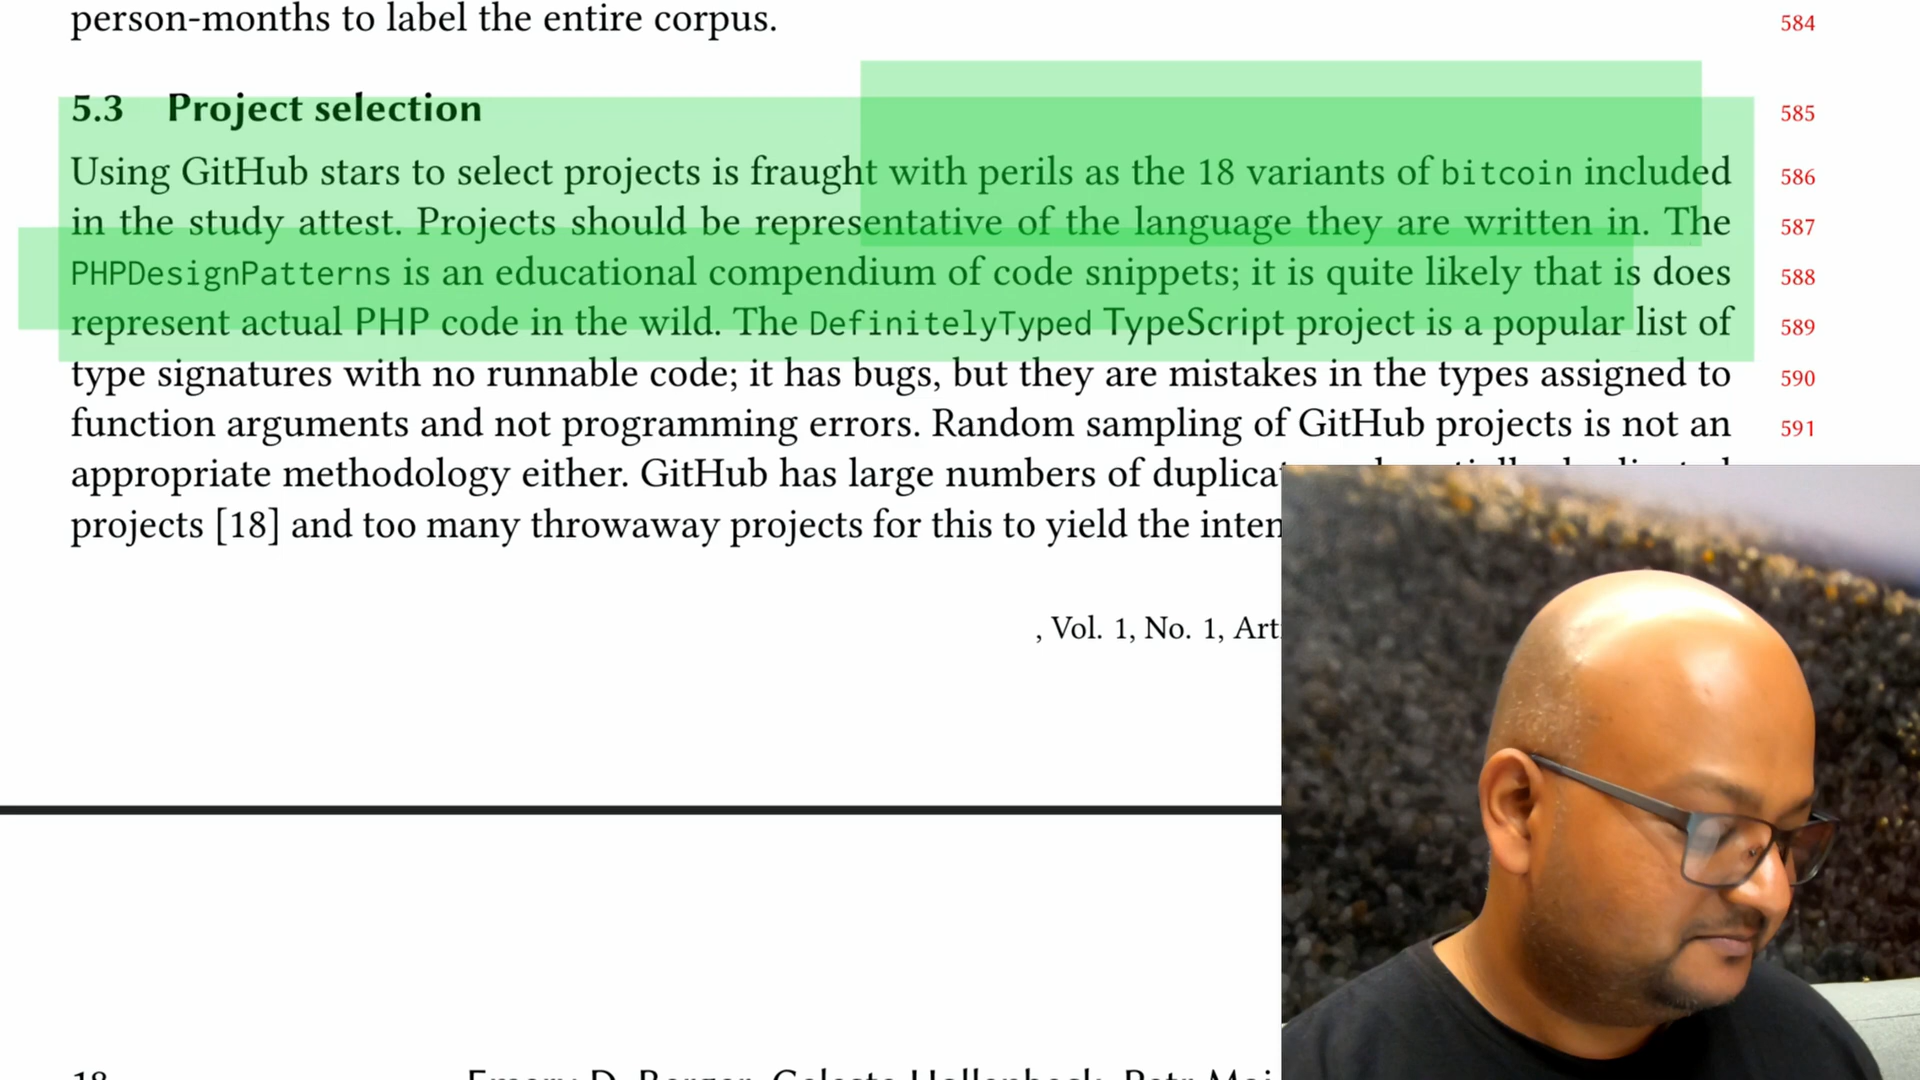 person-months to label the entire corpus.
584
5.3 Project selection
585
Using GitHub stars to select projects is fraught with perils as the 18 variants of bitcoin included
586
in the study attest. Projects should be representative of the language they are written in. The
587
PHPDesignPatterns is an educational compendium of code snippets; it is quite likely that is does
588
represent actual PHP code in the wild. The DefinitelyTyped TypeScript project is a popular list of
589
type signatures with no runnable code; it has bugs, but they are mistakes in the types assigned to
590
function arguments and not programming errors. Random sampling of GitHub projects is not an
591
appropriate methodology either. GitHub has large numbers of
projects [18] and too many throwaway projects for this to yield the
, Vol. 1, No. 1,
18
Emery D. Berger, Celeste Hollenbeck, Petr